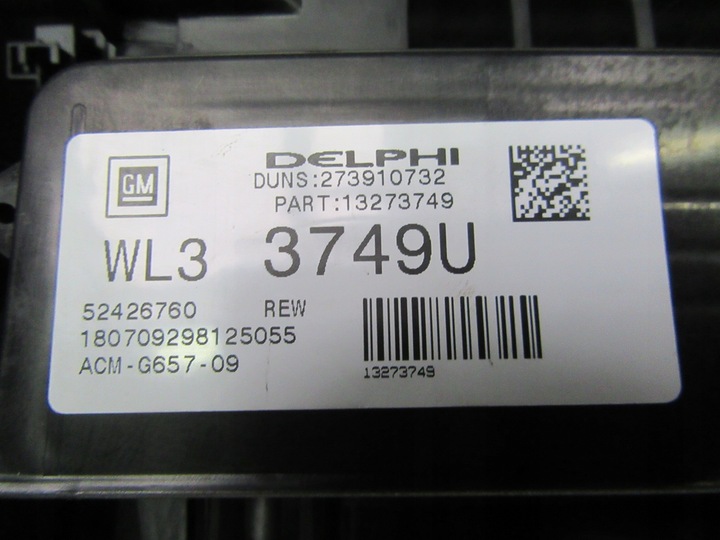 GM
DELPHI
DUNS:273910732
PART:13273749
WL3 3749U
52426760 REW
180709298125055
ACM-G657-09
13273749